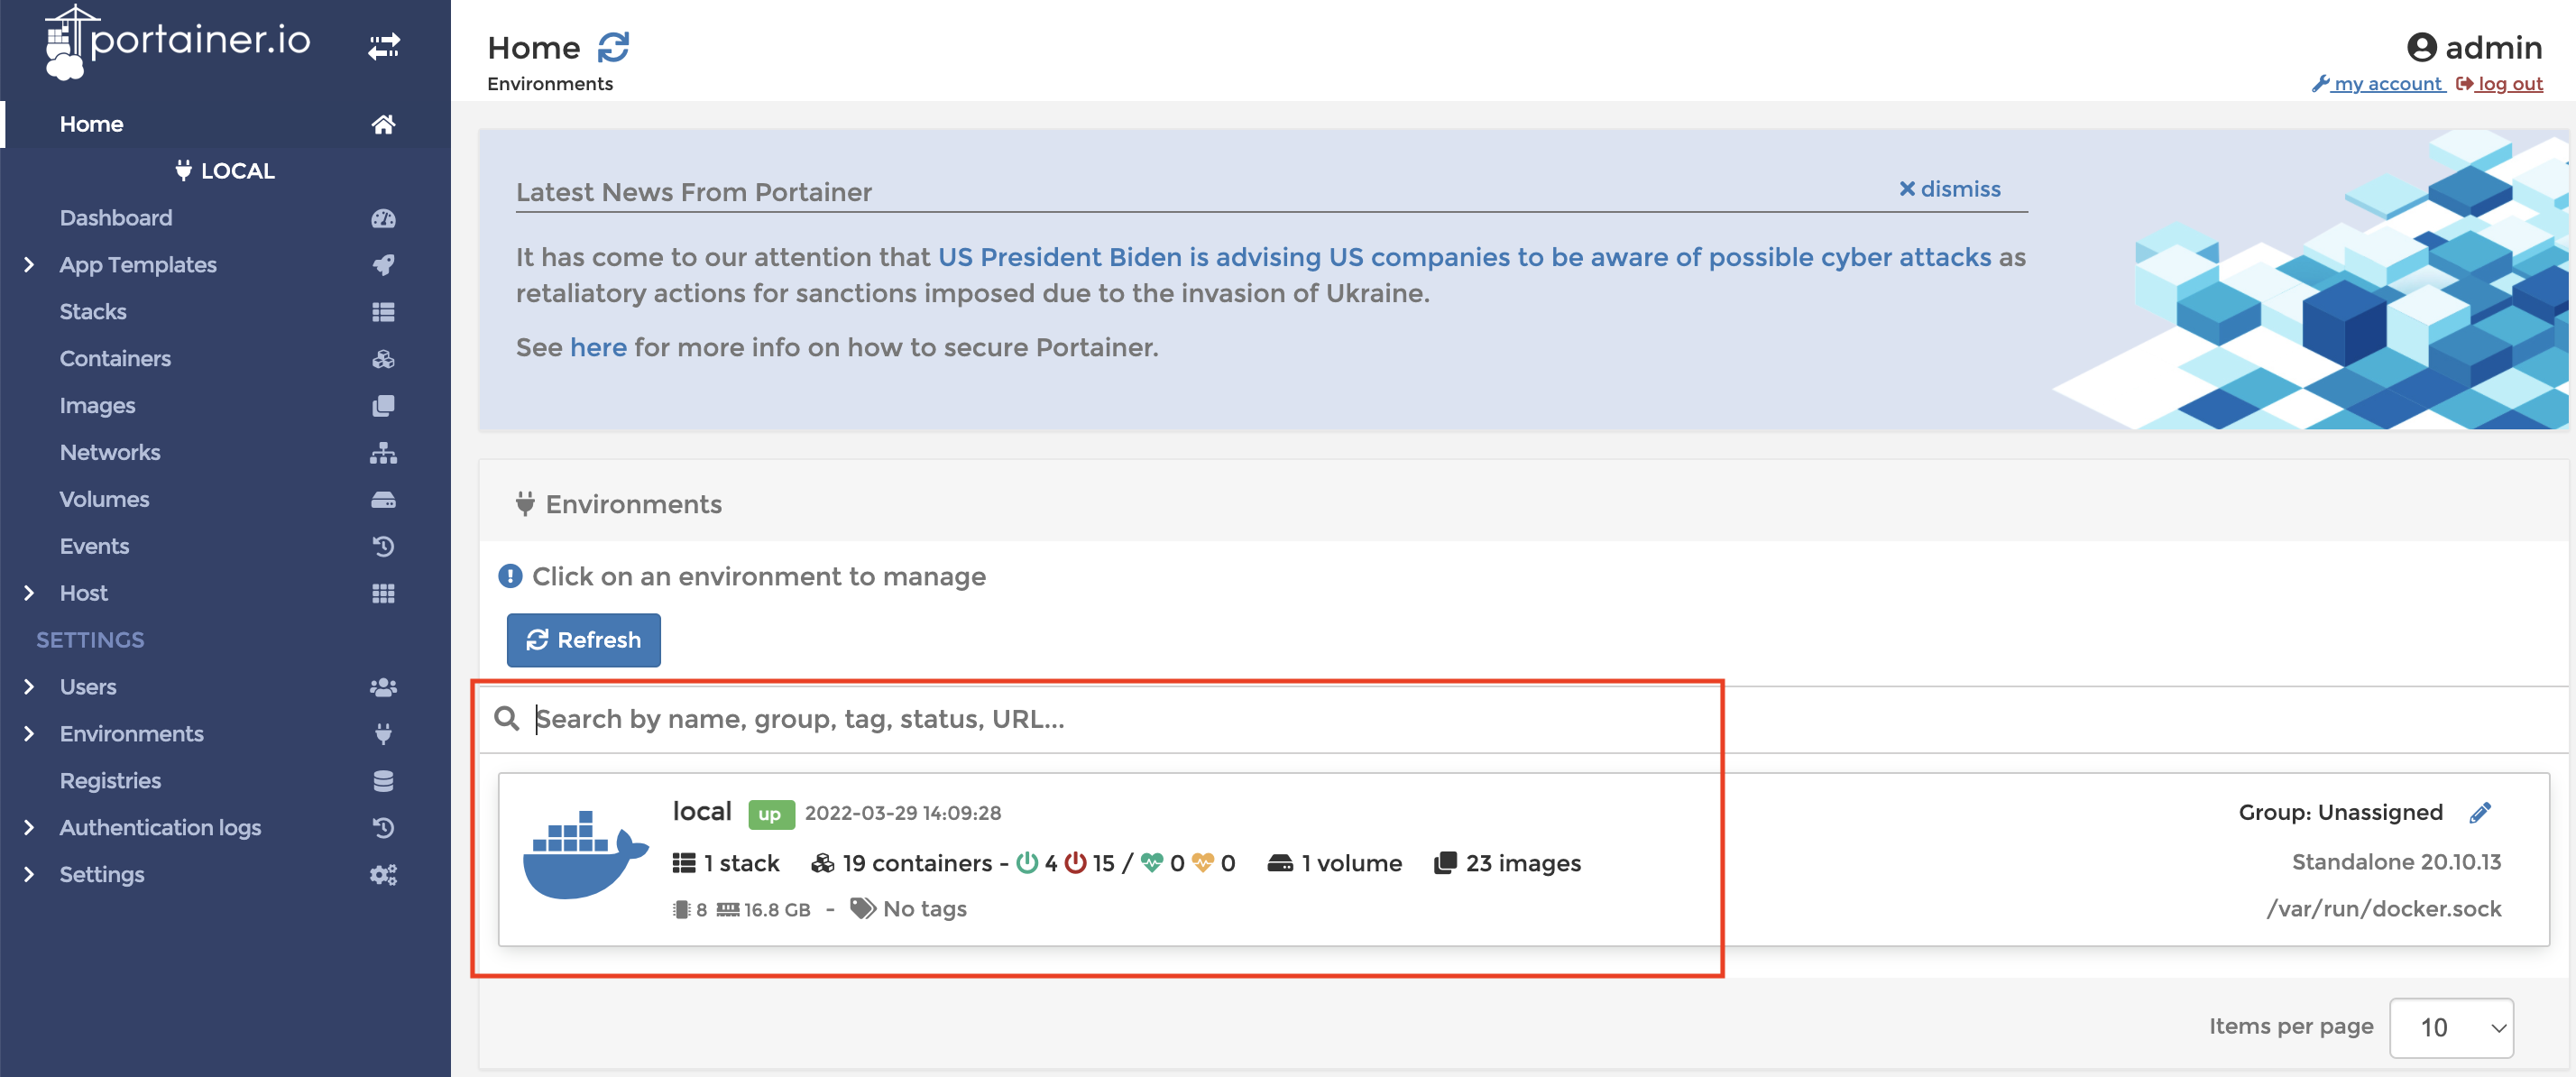 portainer.io
Home
LOCAL
Dashboard
App Templates
Stacks
Containers
Images
Networks
Volumes
Events
Host
SETTINGS
Users
Environments
Registries
Authentication logs
Settings
Home
Environments
admin
my account log out
Latest News From Portainer
dismiss
It has come to our attention that US President Biden is advising US companies to be aware of possible cyber attacks as
retaliatory actions for sanctions imposed due to the invasion of Ukraine.
See here for more info on how to secure Portainer.
Environments
Click on an environment to manage
Refresh
Search by name, group, tag, status, URL...
local up 2022-03-29 14:09:28
Group: Unassigned
1 stack 19 containers - 4 15 / 0 0 1 volume 23 images
Standalone 20.10.13
8 16.8 GB - No tags
/var/run/docker.sock
Items per page 10